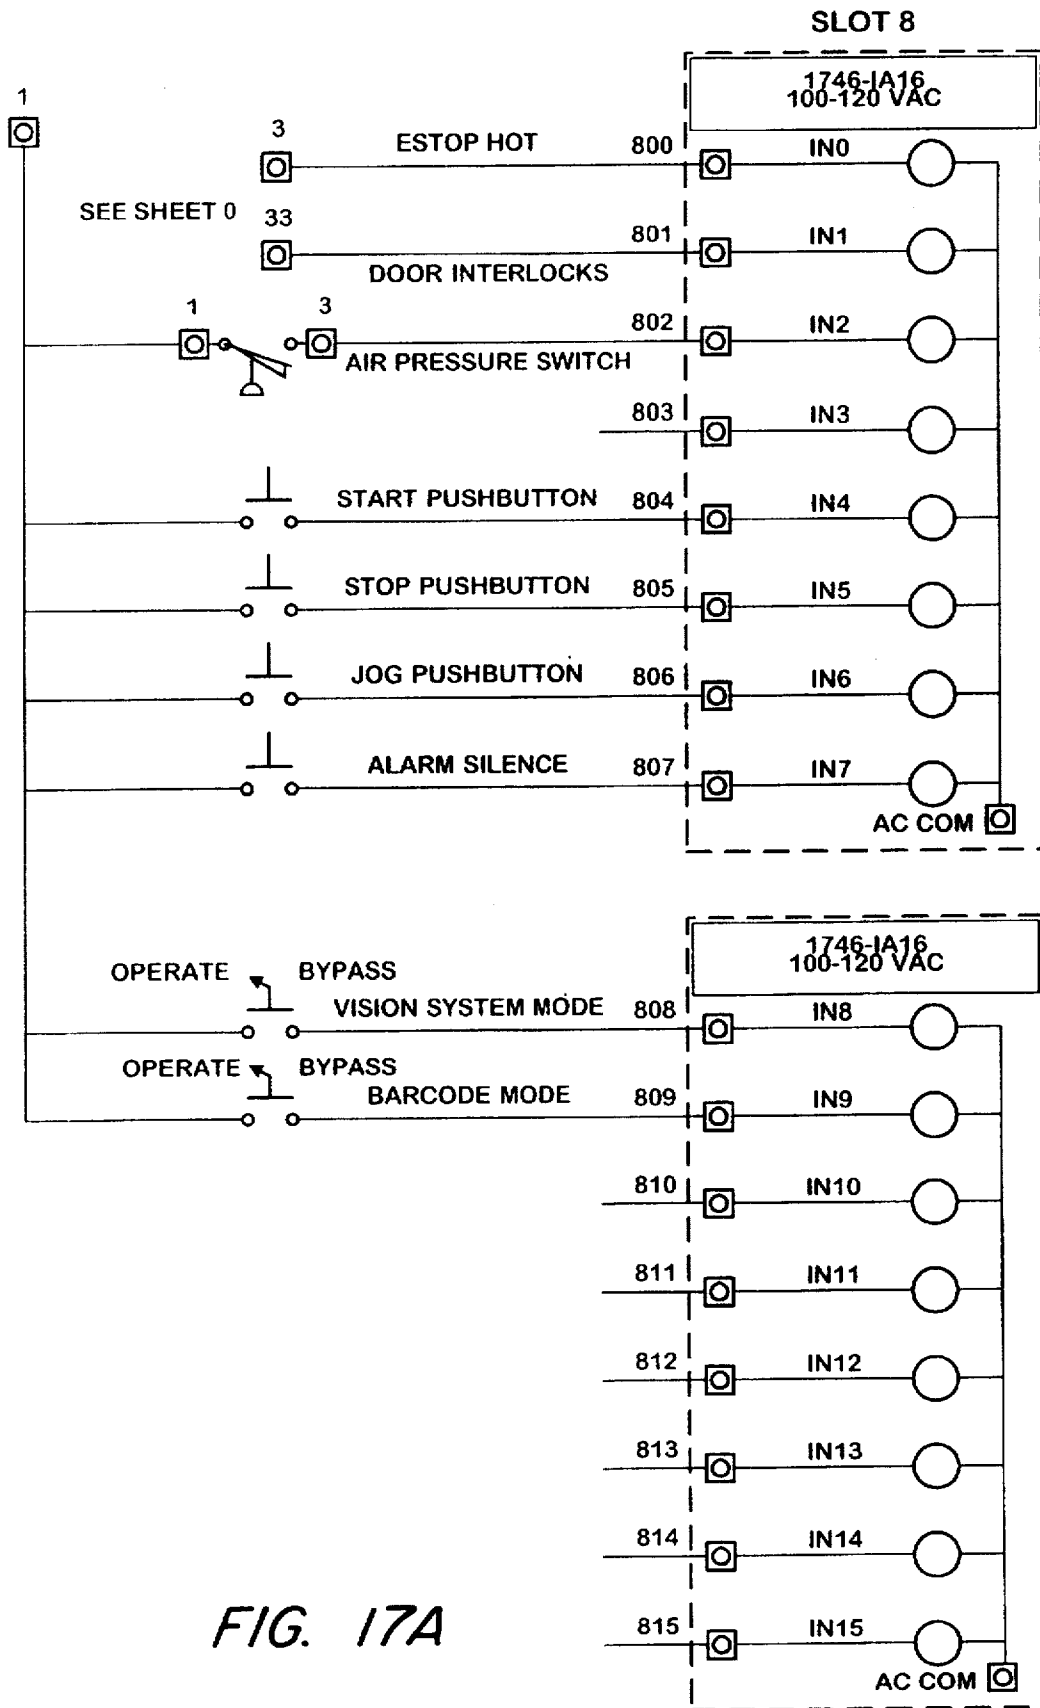 SLOT 8
1746-IA16
100-120 VAC
1
3
ESTOP HOT
800
IN0
SEE SHEET 0
33
801
IN1
DOOR INTERLOCKS
1
3
802
IN2
AIR PRESSURE SWITCH
803
IN3
START PUSHBUTTON
804
IN4
STOP PUSHBUTTON
805
IN5
JOG PUSHBUTTON
806
IN6
ALARM SILENCE
807
IN7
AC COM
1746-IA16
100-120 VAC
OPERATE
BYPASS
VISION SYSTEM MODE
808
IN8
OPERATE
BYPASS
BARCODE MODE
809
IN9
810
IN10
811
IN11
812
IN12
813
IN13
814
IN14
815
IN15
AC COM
FIG. 17A